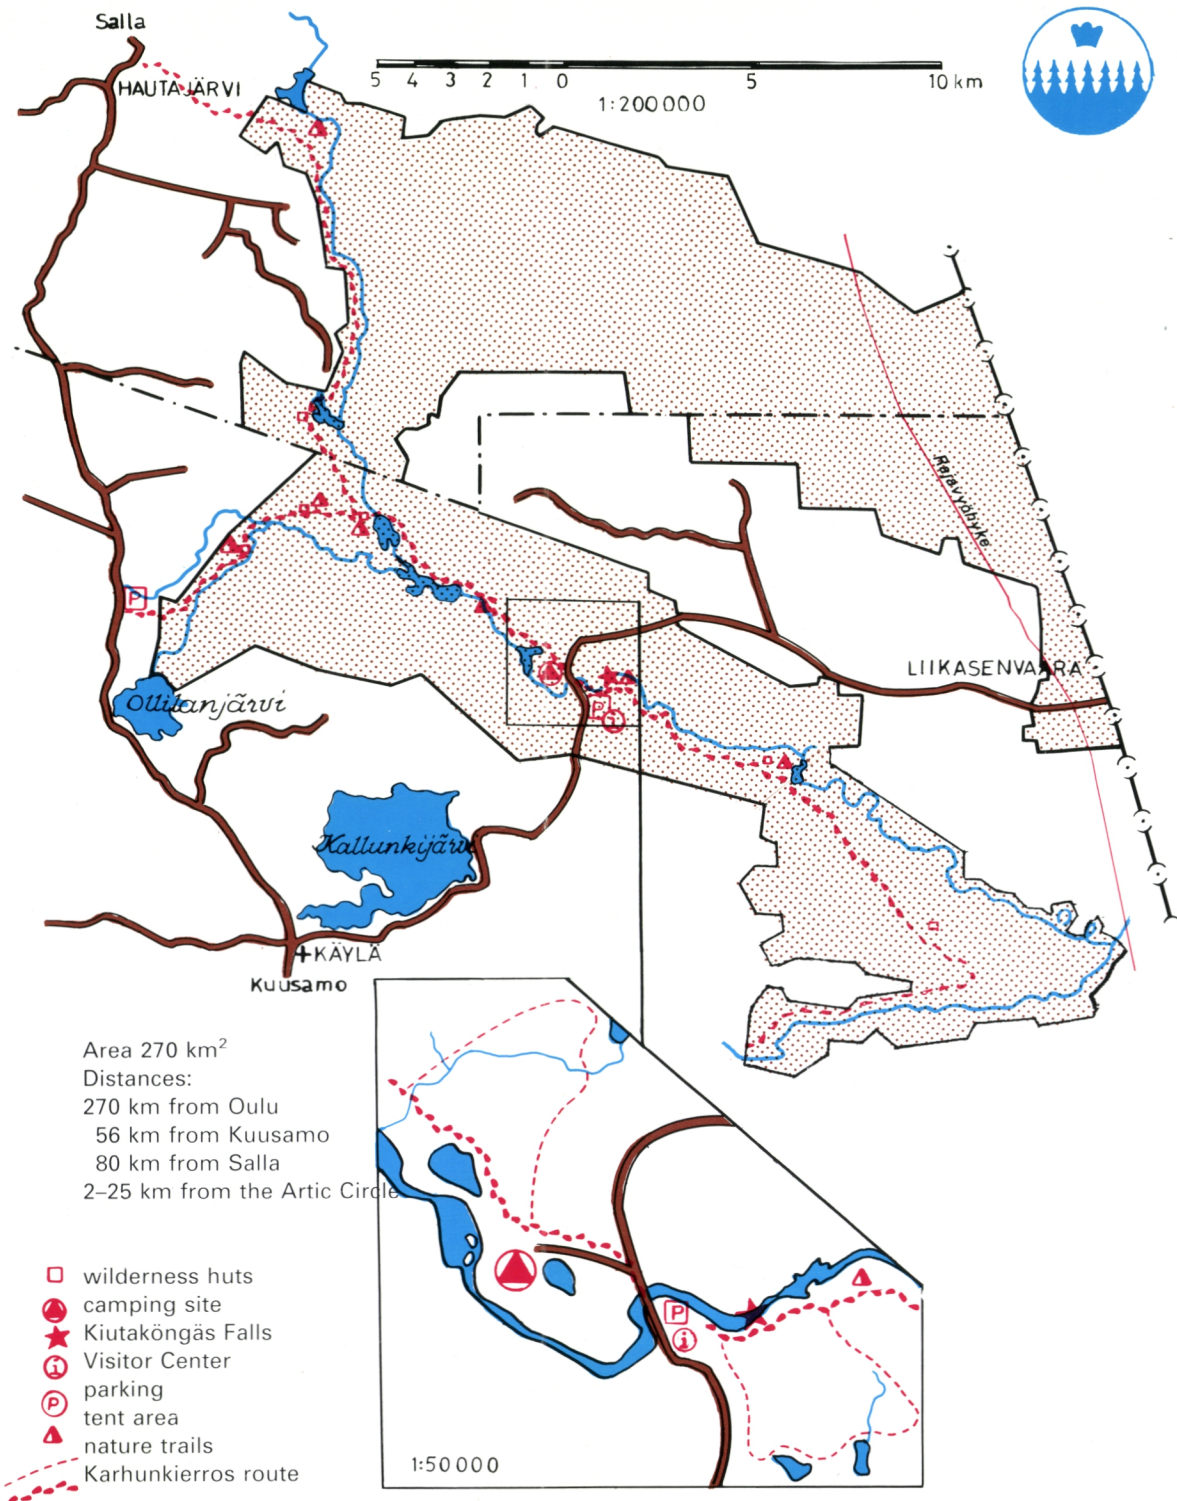 Salla
HAUTAJÄRVI
5 4 3 2 1 0 5 10 km
1:200 000
Rajavyöhyke
LIIKASENVAARA
P
Ollilanjärvi
P
i
Kallunkijärvi
KÄYLÄ
Kuusamo
Area 270 km²
Distances:
270 km from Oulu
56 km from Kuusamo
80 km from Salla
2–25 km from the Artic Circle
wilderness huts
camping site
Kiutaköngäs Falls
i Visitor Center
P parking
tent area
nature trails
Karhunkierros route
P
i
1:50 000